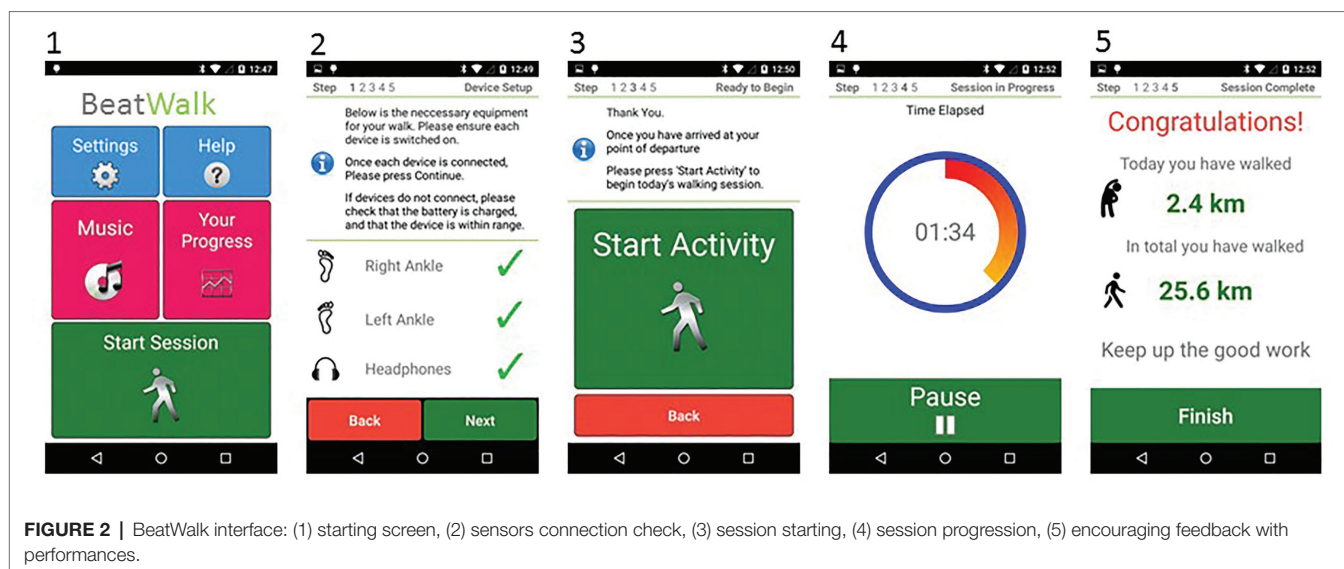 1
12:47
BeatWalk
Settings
Help
?
Music
Your
Progress
Start Session
2
12:49
Step 1 2 3 4 5 Device Setup
Below is the neccessary equipment
for your walk. Please ensure each
device is switched on.
i
Once each device is connected,
Please press Continue.
If devices do not connect, please
check that the battery is charged,
and that the device is within range.
Right Ankle
Left Ankle
Headphones
Back
Next
3
12:50
Step 1 2 3 4 5 Ready to Begin
Thank You.
i
Once you have arrived at your
point of departure
Please press 'Start Activity' to
begin today's walking session.
Start Activity
Back
4
12:52
Step 1 2 3 4 5 Session in Progress
Time Elapsed
01:34
Pause
5
12:52
Step 1 2 3 4 5 Session Complete
Congratulations!
Today you have walked
2.4 km
In total you have walked
25.6 km
Keep up the good work
Finish
FIGURE 2 | BeatWalk interface: (1) starting screen, (2) sensors connection check, (3) session starting, (4) session progression, (5) encouraging feedback with
performances.